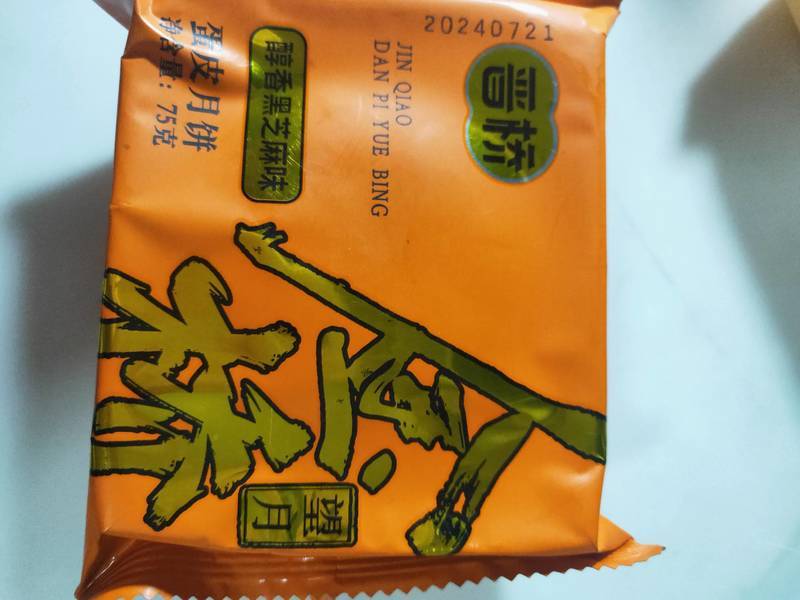 20240721
晋桥
JIN QIAO
DAN PI YUE BING
醇香黑芝麻味
蛋皮月饼
净含量：75克
望月